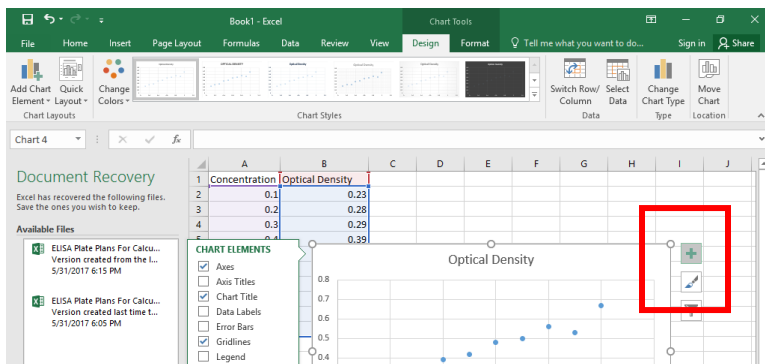 Book1 - Excel
Chart Tools
File Home Insert Page Layout Formulas Data Review View Design Format Tell me what you want to do... Sign in Share
Add Chart Element Quick Layout Change Colors Switch Row/ Column Select Data Change Chart Type Move Chart
Chart Layouts Chart Styles Data Type Location
Chart 4 fx
Document Recovery
Excel has recovered the following files.
Save the ones you wish to keep.
Available Files
ELISA Plate Plans For Calcu...
Version created from the l...
5/31/2017 6:15 PM
ELISA Plate Plans For Calcu...
Version created last time t...
5/31/2017 6:05 PM
A B C D E F G H I J
1 Concentration Optical Density
2 0.1 0.23
3 0.2 0.28
4 0.3 0.29
5 0.4 0.39
CHART ELEMENTS
Axes
Axis Titles
Chart Title
Data Labels
Error Bars
Gridlines
Legend
Optical Density
0.8
0.7
0.6
0.5
0.4